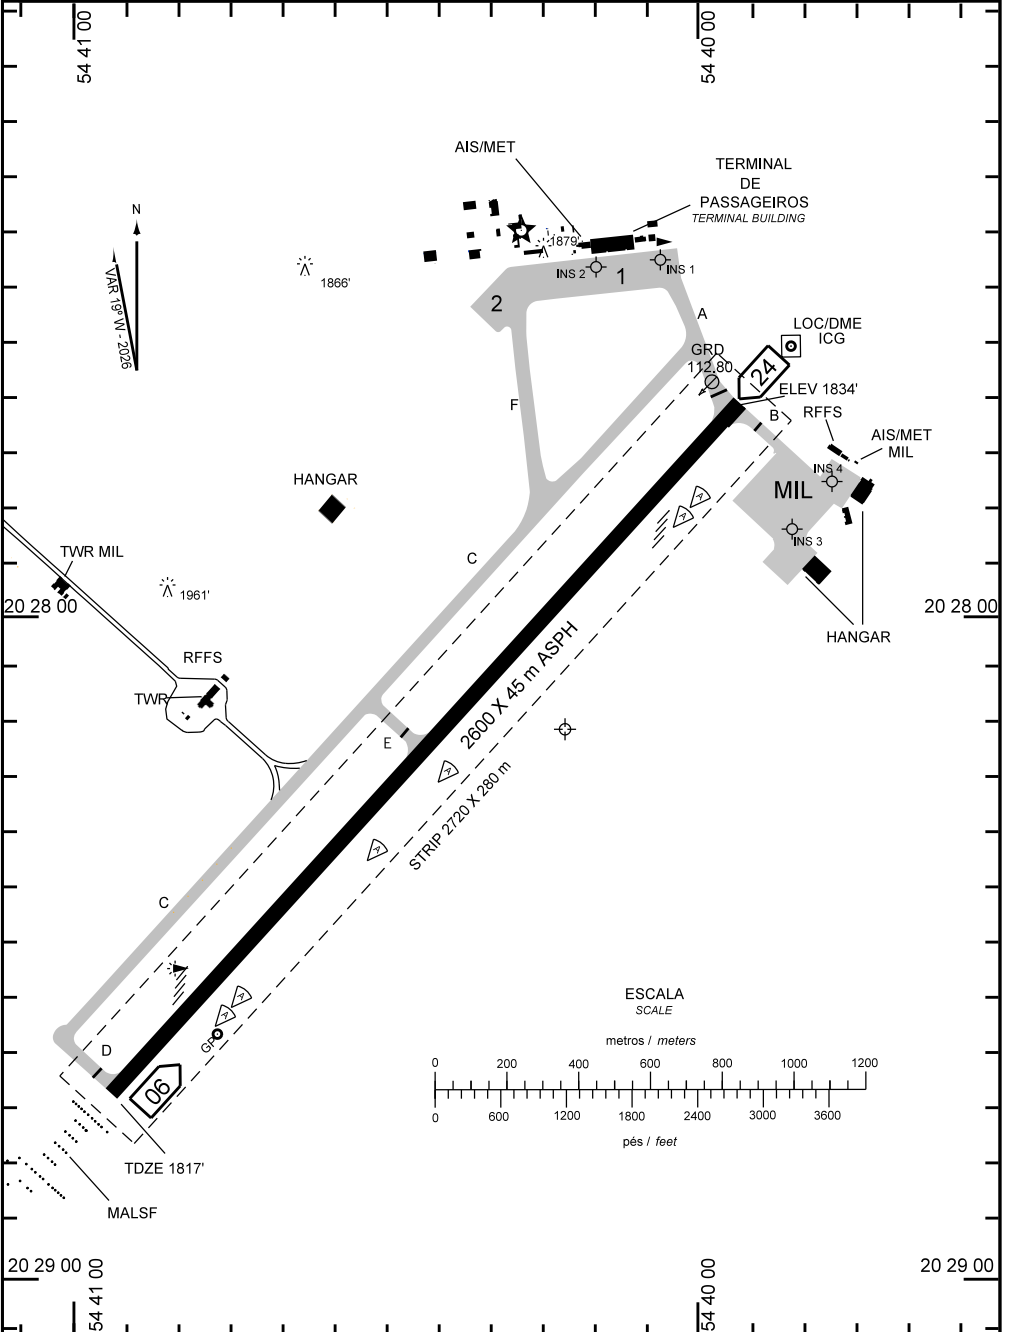 54 41 00
54 40 00
AIS/MET
TERMINAL
DE
PASSAGEIROS
TERMINAL BUILDING
N
VAR 19º W - 2026
1866'
1879'
INS 2
1
INS 1
2
A
LOC/DME
ICG
GRD
112.80
24
ELEV 1834'
F
B
RFFS
AIS/MET
MIL
HANGAR
INS 4
MIL
A
A
INS 3
TWR MIL
C
1961'
20 28 00
20 28 00
HANGAR
RFFS
TWR
2600 X 45 m ASPH
E
A
STRIP 2720 X 280 m
A
C
A
A
GP
D
06
ESCALA
SCALE
metros / meters
0 200 400 600 800 1000 1200
0 600 1200 1800 2400 3000 3600
pés / feet
TDZE 1817'
MALSF
20 29 00
20 29 00
54 41 00
54 40 00